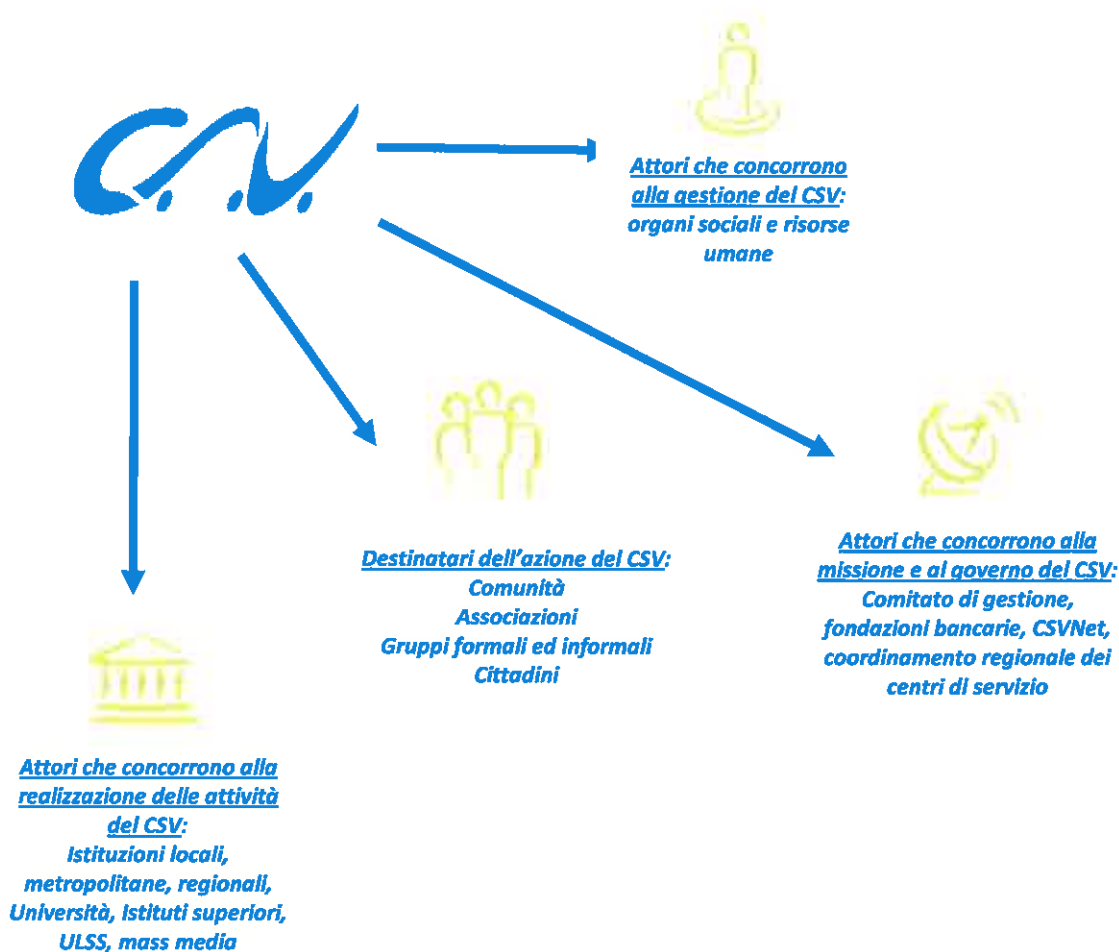 C.S.V.
Attori che concorrono
alla gestione del CSV:
organi sociali e risorse
umane
Destinatari dell'azione del CSV:
Comunità
Associazioni
Gruppi formali ed informali
Cittadini
Attori che concorrono alla
missione e al governo del CSV:
Comitato di gestione,
fondazioni bancarie, CSVNet,
coordinamento regionale dei
centri di servizio
Attori che concorrono alla
realizzazione delle attività
del CSV:
Istituzioni locali,
metropolitane, regionali,
Università, Istituti superiori,
ULSS, mass media